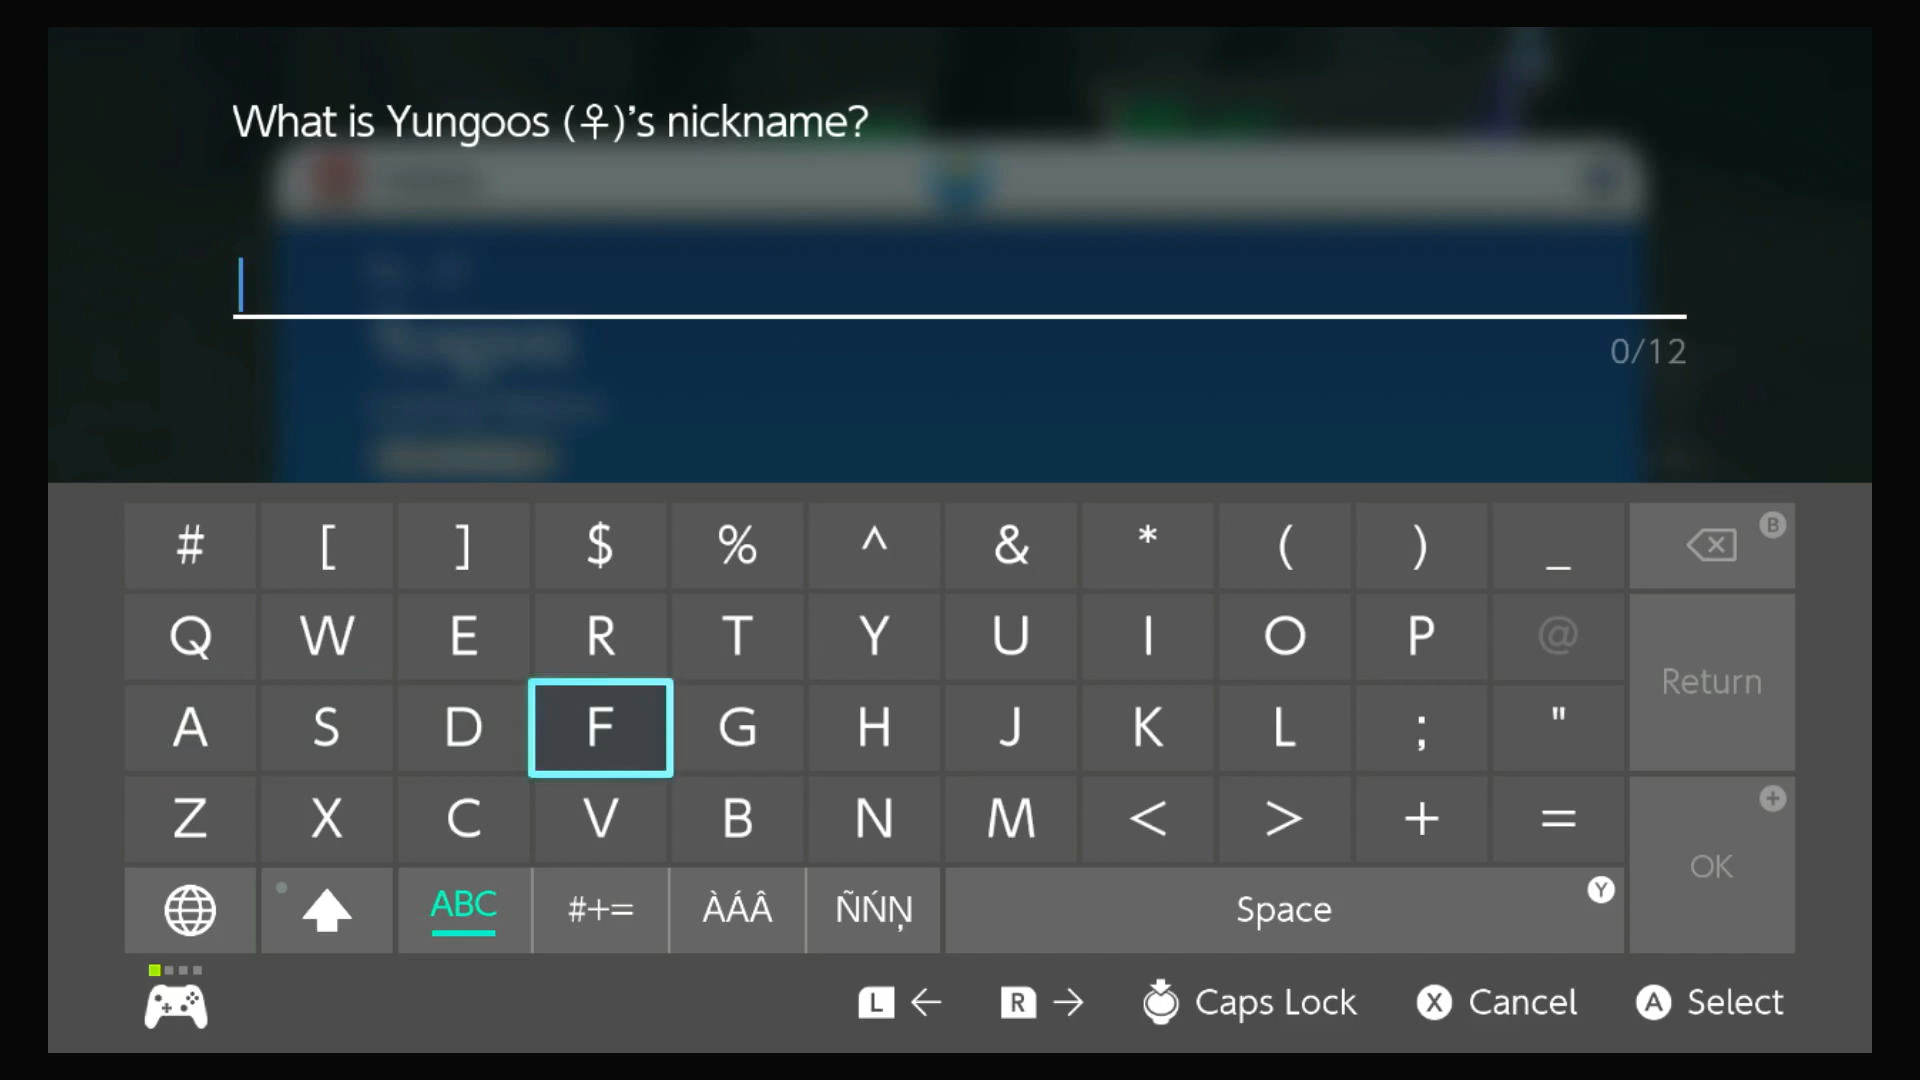 What is Yungoos (♀)'s nickname?
0/12
# [ ] $ % ^ & * ( ) _ B
Q W E R T Y U I O P @ Return
A S D F G H J K L ; "
Z X C V B N M < > + = + OK
ABC #+= ÀÁÂ ÑŃŅ Space Y
L ← R → Caps Lock X Cancel A Select